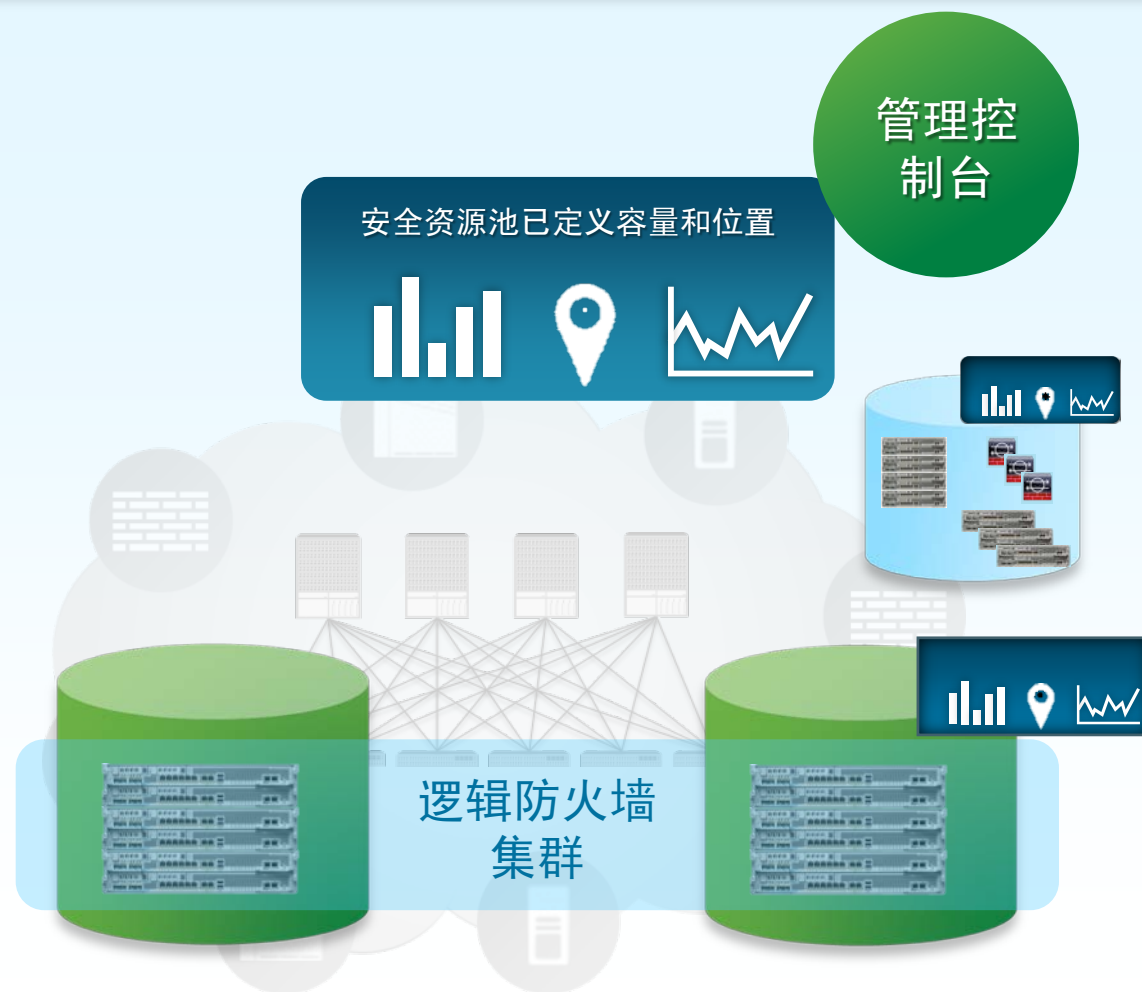 管理控
制台
安全资源池已定义容量和位置
逻辑防火墙
集群